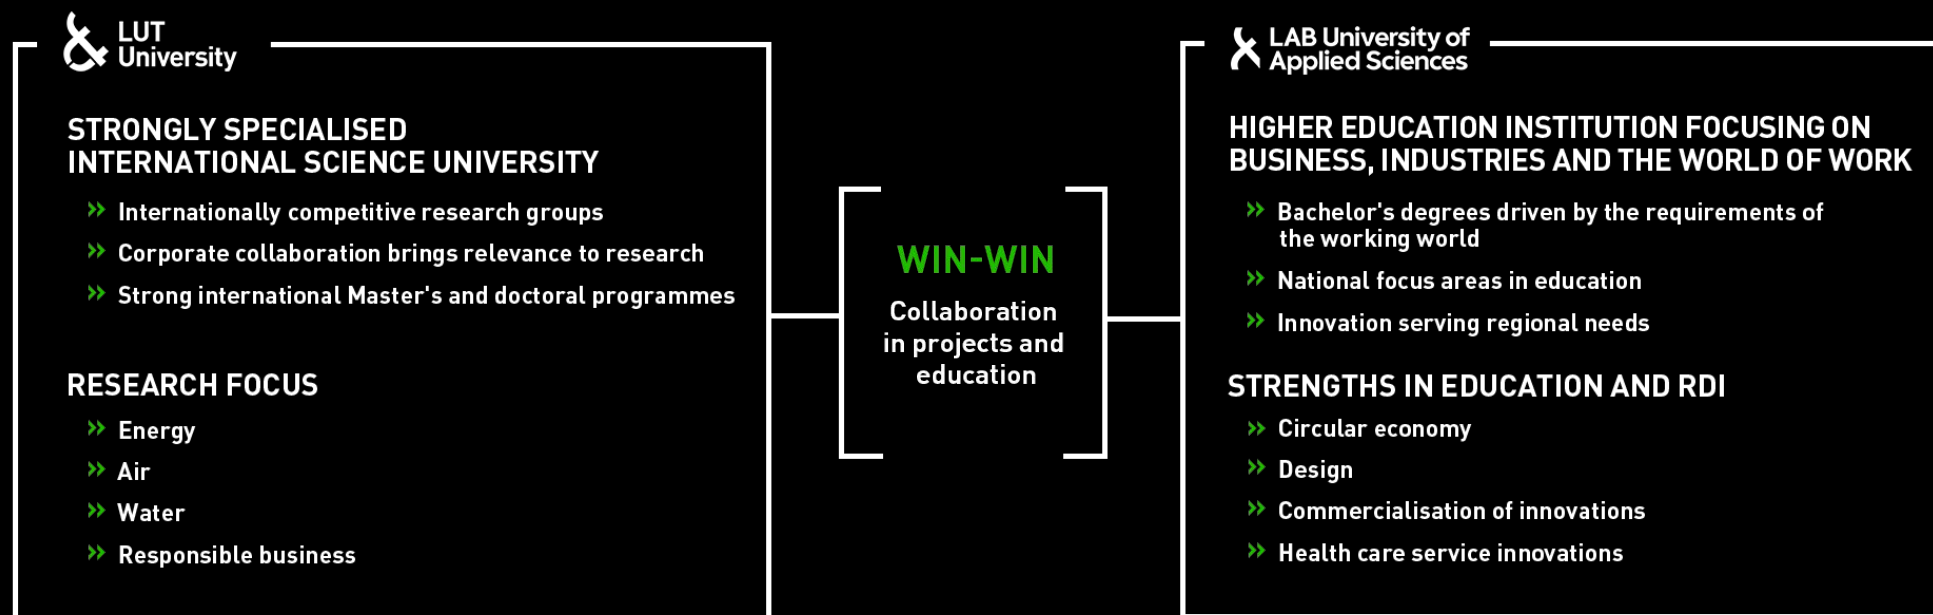 LUT
University
STRONGLY SPECIALISED
INTERNATIONAL SCIENCE UNIVERSITY
Internationally competitive research groups
Corporate collaboration brings relevance to research
Strong international Master's and doctoral programmes
RESEARCH FOCUS
Energy
Air
Water
Responsible business
WIN-WIN
Collaboration
in projects and
education
LAB University of
Applied Sciences
HIGHER EDUCATION INSTITUTION FOCUSING ON
BUSINESS, INDUSTRIES AND THE WORLD OF WORK
Bachelor's degrees driven by the requirements of
the working world
National focus areas in education
Innovation serving regional needs
STRENGTHS IN EDUCATION AND RDI
Circular economy
Design
Commercialisation of innovations
Health care service innovations